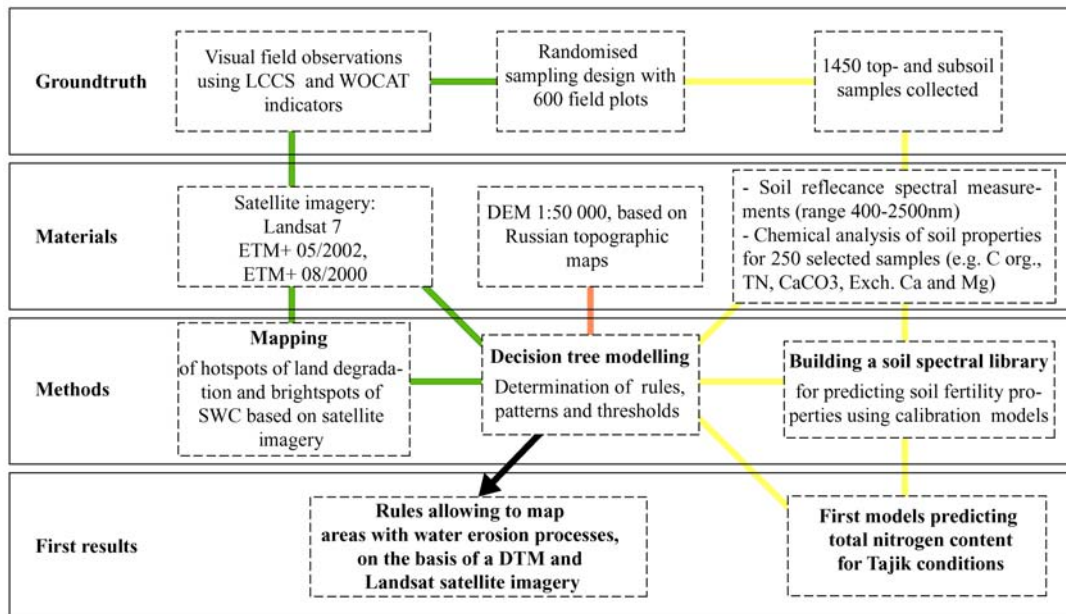 Groundtruth
Visual field observations
using LCCS and WOCAT
indicators
Randomised
sampling design with
600 field plots
1450 top- and subsoil
samples collected
Materials
Satellite imagery:
Landsat 7
ETM+ 05/2002,
ETM+ 08/2000
DEM 1:50 000, based on
Russian topographic
maps
- Soil reflecance spectral measure-
ments (range 400-2500nm)
- Chemical analysis of soil properties
for 250 selected samples (e.g. C org.,
TN, CaCO3, Exch. Ca and Mg)
Methods
Mapping
of hotspots of land degrada-
tion and brightspots of
SWC based on satellite
imagery
Decision tree modelling
Determination of rules,
patterns and thresholds
Building a soil spectral library
for predicting soil fertility pro-
perties using calibration models
First results
Rules allowing to map
areas with water erosion processes,
on the basis of a DTM and
Landsat satellite imagery
First models predicting
total nitrogen content
for Tajik conditions